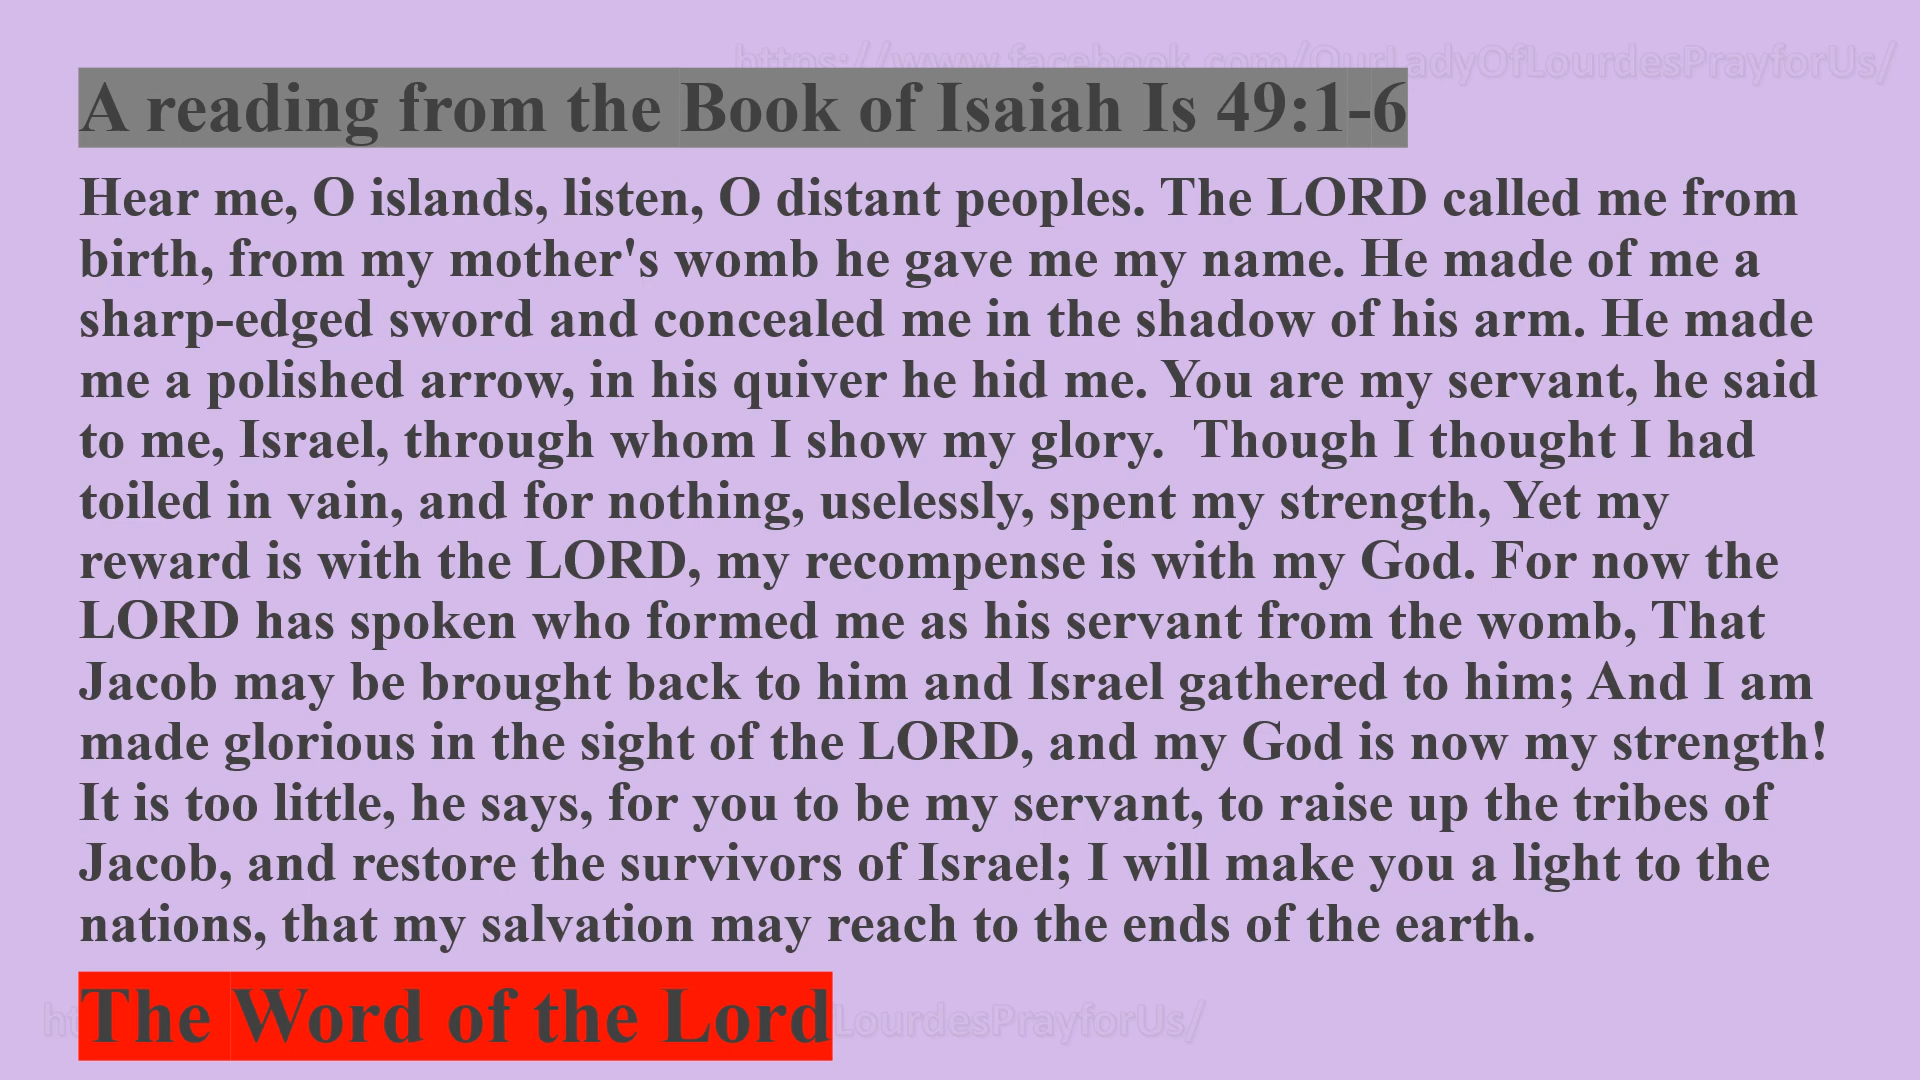 https://www.facebook.com/OurLadyOfLourdesPrayforUs/
A reading from the Book of Isaiah Is 49:1-6
Hear me, O islands, listen, O distant peoples. The LORD called me from
birth, from my mother's womb he gave me my name. He made of me a
sharp-edged sword and concealed me in the shadow of his arm. He made
me a polished arrow, in his quiver he hid me. You are my servant, he said
to me, Israel, through whom I show my glory.  Though I thought I had
toiled in vain, and for nothing, uselessly, spent my strength, Yet my
reward is with the LORD, my recompense is with my God. For now the
LORD has spoken who formed me as his servant from the womb, That
Jacob may be brought back to him and Israel gathered to him; And I am
made glorious in the sight of the LORD, and my God is now my strength!
It is too little, he says, for you to be my servant, to raise up the tribes of
Jacob, and restore the survivors of Israel; I will make you a light to the
nations, that my salvation may reach to the ends of the earth.
The Word of the Lord
LourdesPrayforUs/